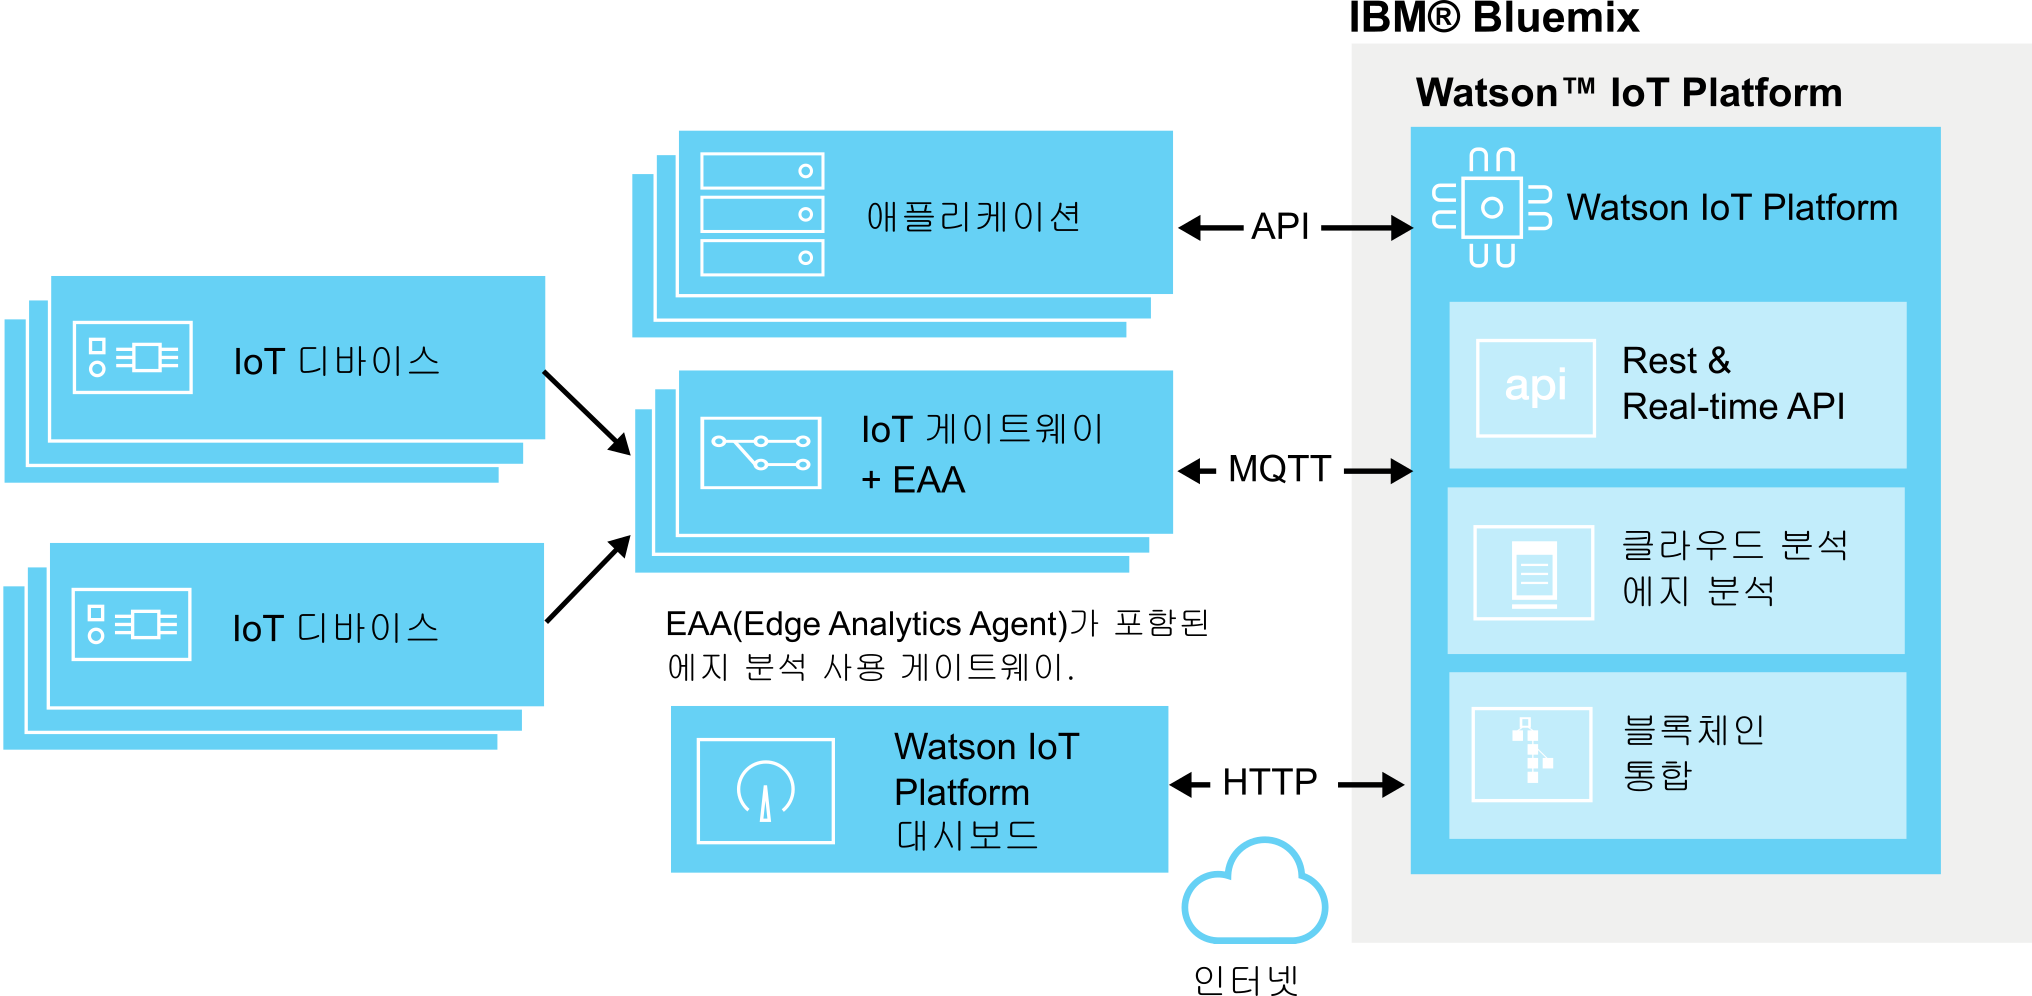 IBM® Bluemix
Watson™ IoT Platform
애플리케이션
API
Watson IoT Platform
IoT 디바이스
Rest &
Real-time API
api
IoT 게이트웨이
+ EAA
MQTT
클라우드 분석
에지 분석
IoT 디바이스
EAA(Edge Analytics Agent)가 포함된
에지 분석 사용 게이트웨이.
Watson IoT
Platform
대시보드
HTTP
블록체인
통합
인터넷